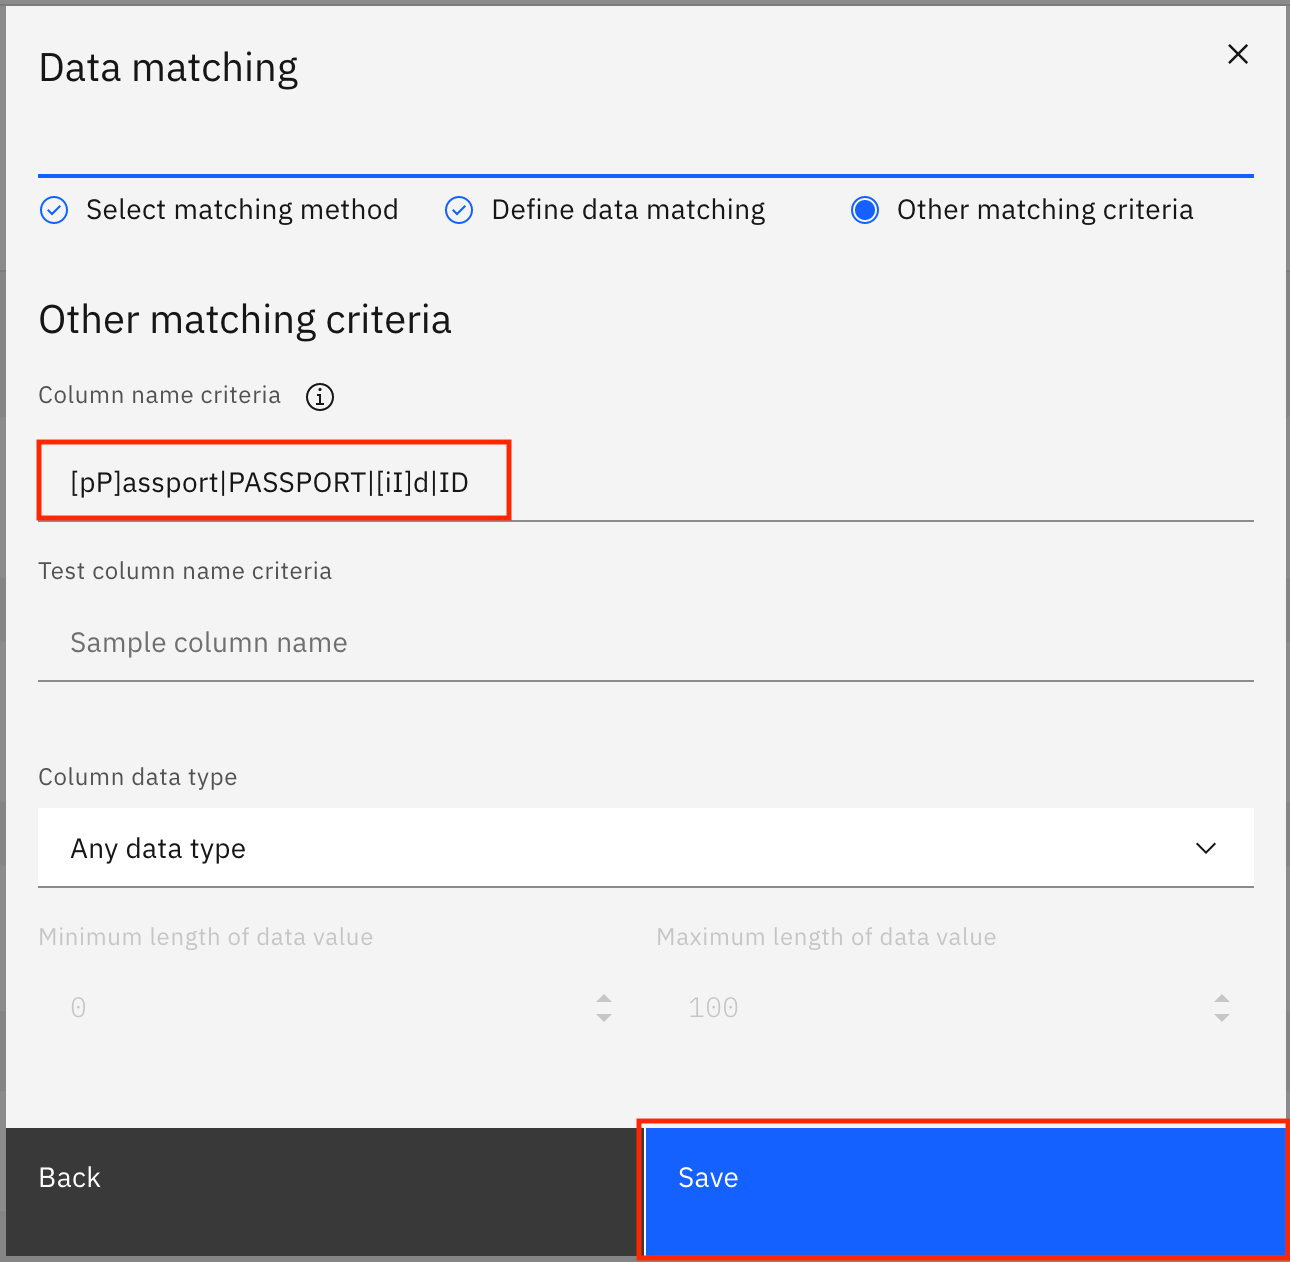 Data matching
Select matching method Define data matching Other matching criteria
Other matching criteria
Column name criteria
[pP]assport|PASSPORT|[iI]d|ID
Test column name criteria
Sample column name
Column data type
Any data type
Minimum length of data value Maximum length of data value
0 100
Back Save